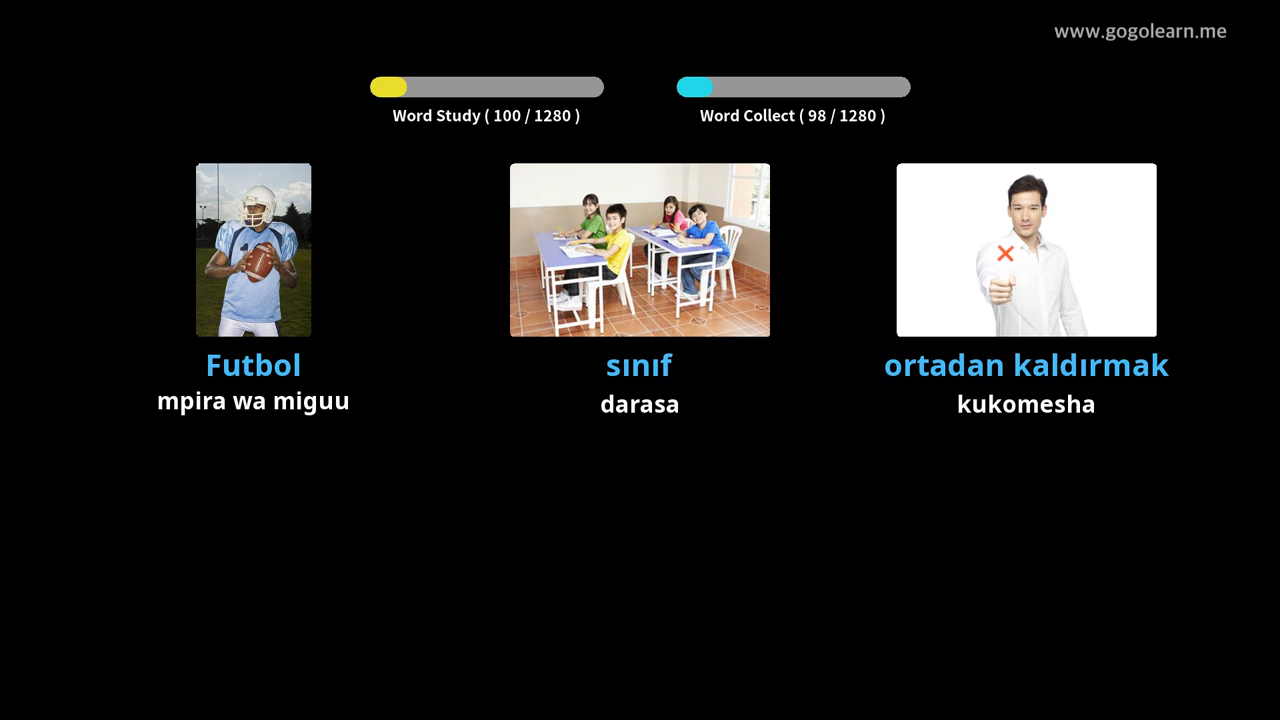 www.gogolearn.me
Word Study ( 100 / 1280 )
Word Collect ( 98 / 1280 )
Futbol
mpira wa miguu
sınıf
darasa
ortadan kaldırmak
kukomesha